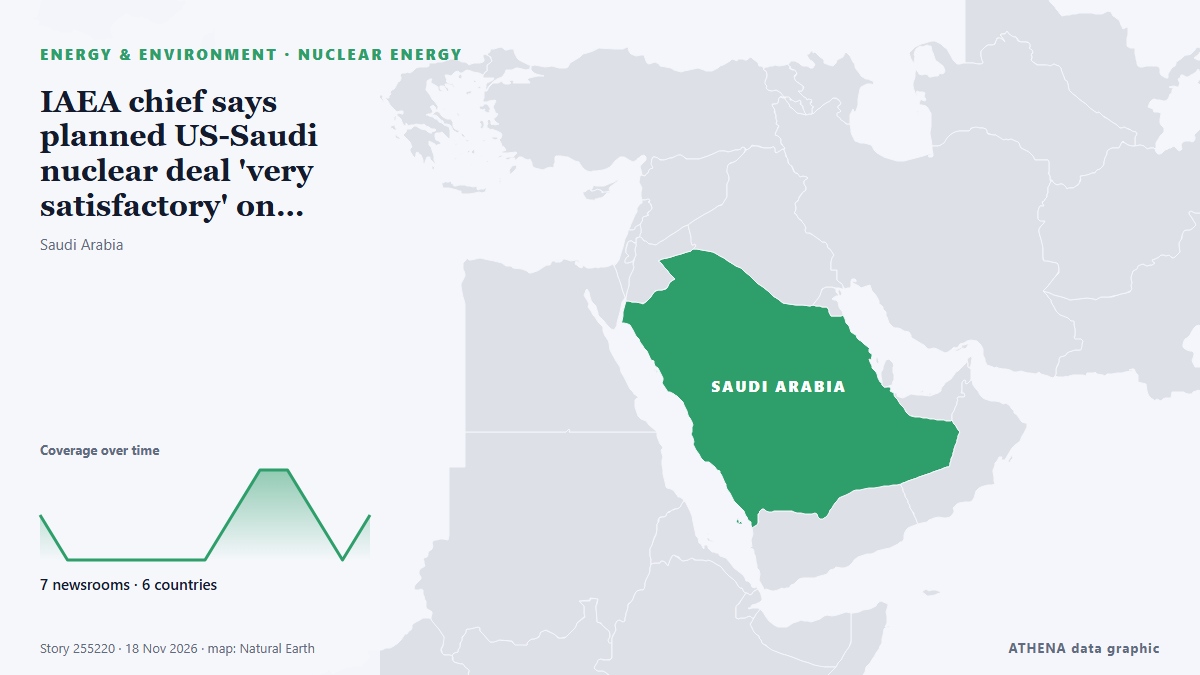 ENERGY & ENVIRONMENT · NUCLEAR ENERGY
IAEA chief says
planned US-Saudi
nuclear deal 'very
satisfactory' on...
Saudi Arabia
SAUDI ARABIA
Coverage over time
7 newsrooms · 6 countries
Story 255220 · 18 Nov 2026 · map: Natural Earth
ATHENA data graphic